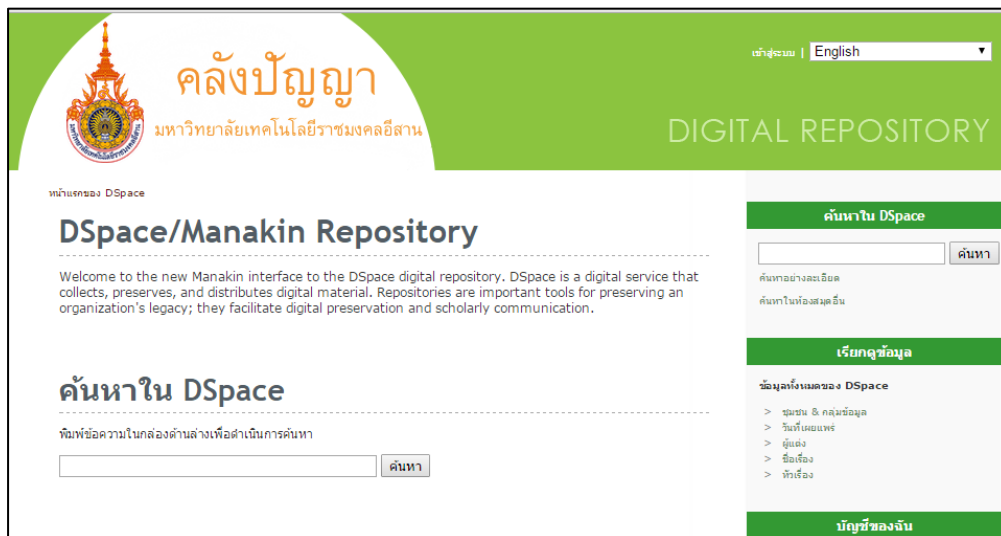 เข้าสู่ระบบ | English
คลังปัญญา
มหาวิทยาลัยเทคโนโลยีราชมงคลอีสาน
DIGITAL REPOSITORY
หน้าแรกของ DSpace
DSpace/Manakin Repository
Welcome to the new Manakin interface to the DSpace digital repository. DSpace is a digital service that
collects, preserves, and distributes digital material. Repositories are important tools for preserving an
organization's legacy; they facilitate digital preservation and scholarly communication.
ค้นหาใน DSpace
พิมพ์ข้อความในกล่องด้านล่างเพื่อดำเนินการค้นหา
ค้นหา
ค้นหาใน DSpace
ค้นหา
ค้นหาอย่างละเอียด
ค้นหาในห้องสมุดอื่น
เรียกดูข้อมูล
ข้อมูลทั้งหมดของ DSpace
> ชุมชน & กลุ่มข้อมูล
> วันที่เผยแพร่
> ผู้แต่ง
> ชื่อเรื่อง
> หัวเรื่อง
บัญชีของฉัน